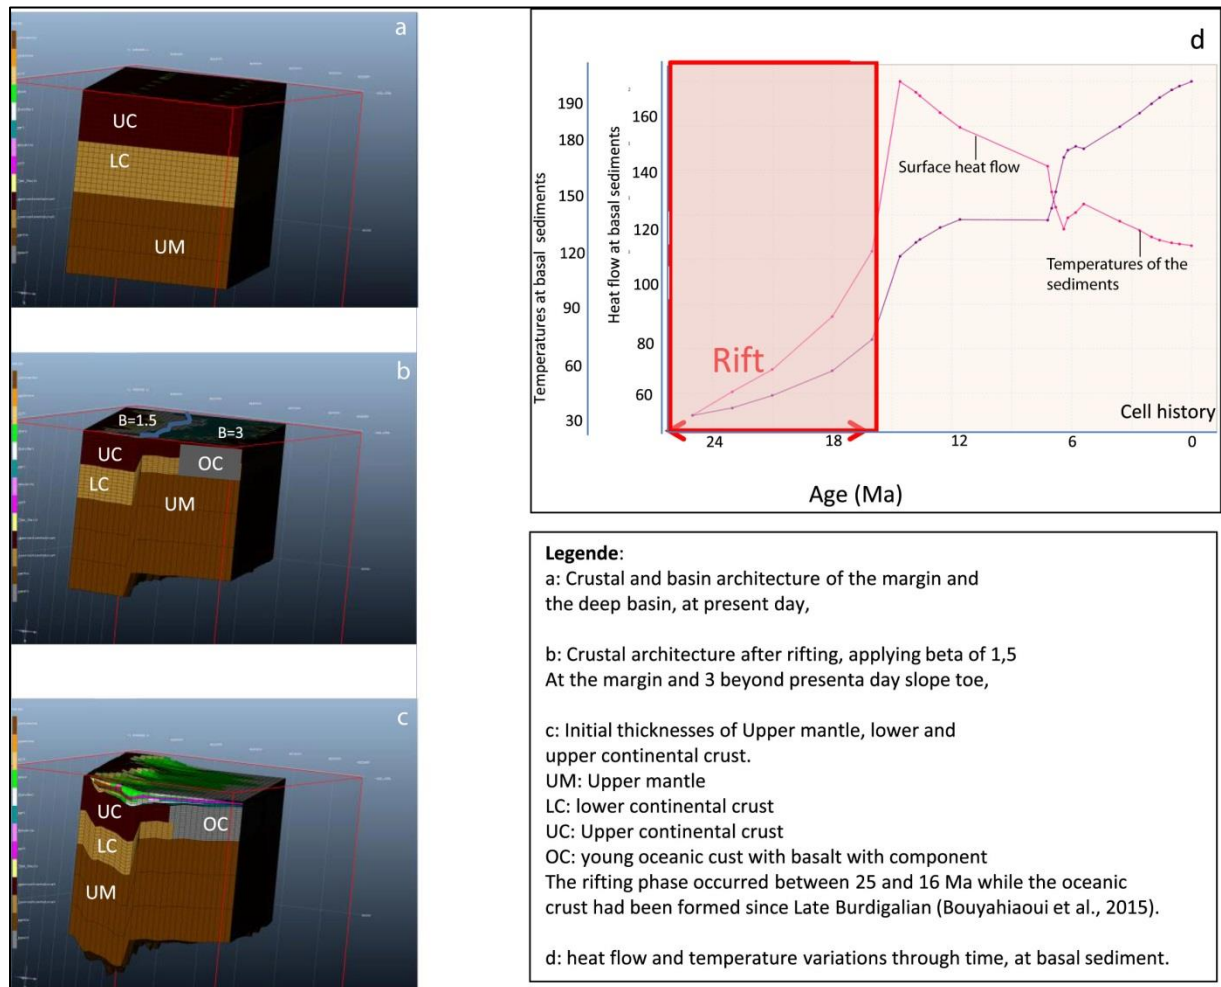 a
UC
LC
UM
b
B=1.5
B=3
UC
OC
LC
UM
c
UC
OC
LC
UM
d
Temperatures at basal sediments
190
180
150
120
90
60
30
Heat flow at basal sediments
160
140
120
100
80
60
Surface heat flow
Temperatures of the
sediments
Rift
Cell history
24
18
12
6
0
Age (Ma)
Legende:
a: Crustal and basin architecture of the margin and
the deep basin, at present day,
b: Crustal architecture after rifting, applying beta of 1,5
At the margin and 3 beyond presenta day slope toe,
c: Initial thicknesses of Upper mantle, lower and
upper continental crust.
UM: Upper mantle
LC: lower continental crust
UC: Upper continental crust
OC: young oceanic cust with basalt with component
The rifting phase occurred between 25 and 16 Ma while the oceanic
crust had been formed since Late Burdigalian (Bouyahiaoui et al., 2015).
d: heat flow and temperature variations through time, at basal sediment.